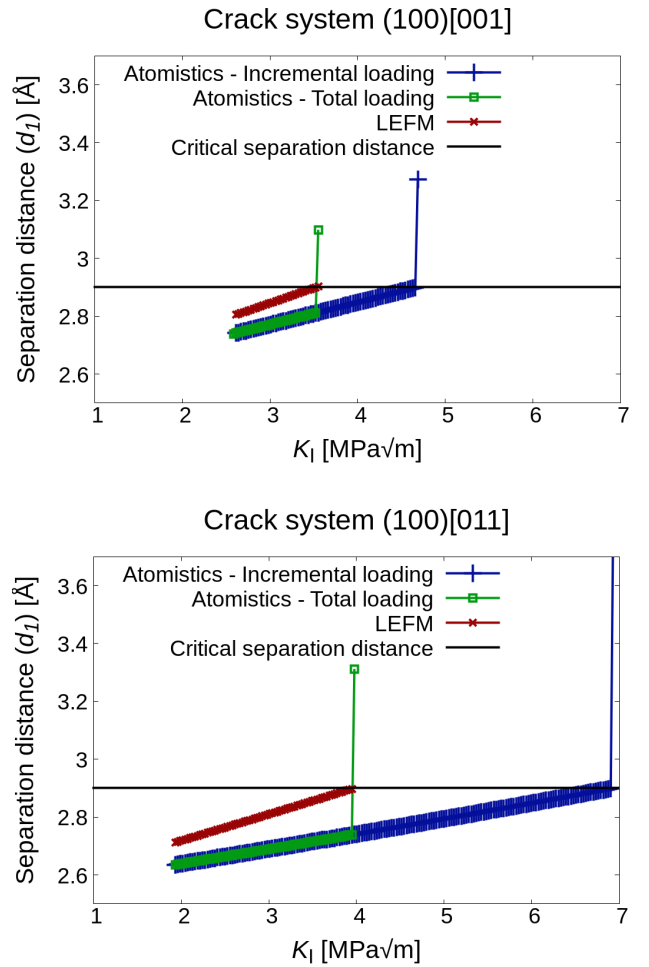 Crack system (100)[001]
Separation distance (d1) [Å]
3.6
3.4
3.2
3
2.8
2.6
Atomistics - Incremental loading
Atomistics - Total loading
LEFM
Critical separation distance
1 2 3 4 5 6 7
KI [MPa√m]
Crack system (100)[011]
Separation distance (d1) [Å]
3.6
3.4
3.2
3
2.8
2.6
Atomistics - Incremental loading
Atomistics - Total loading
LEFM
Critical separation distance
1 2 3 4 5 6 7
KI [MPa√m]